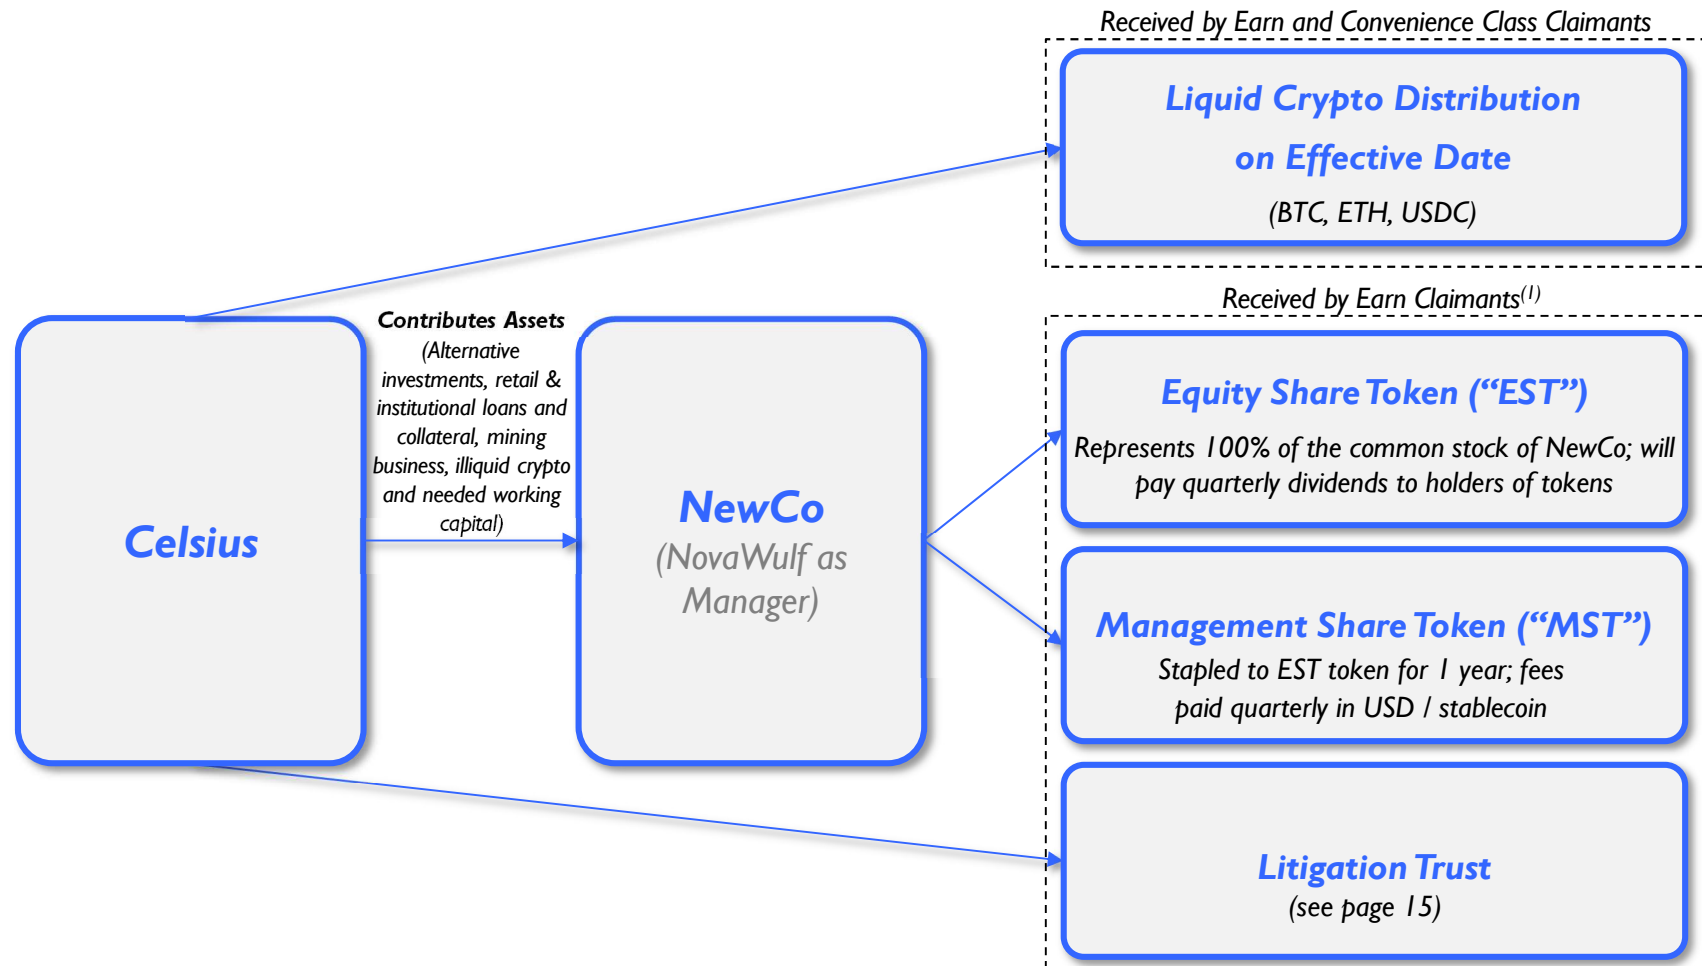 Received by Earn and Convenience Class Claimants
Liquid Crypto Distribution
on Effective Date
(BTC, ETH, USDC)
Received by Earn Claimants(1)
Contributes Assets
(Alternative
investments, retail &
institutional loans and
collateral, mining
business, illiquid crypto
and needed working
capital)
Celsius
NewCo
(NovaWulf as
Manager)
Equity Share Token (“EST”)
Represents 100% of the common stock of NewCo; will
pay quarterly dividends to holders of tokens
Management Share Token (“MST”)
Stapled to EST token for 1 year; fees
paid quarterly in USD / stablecoin
Litigation Trust
(see page 15)